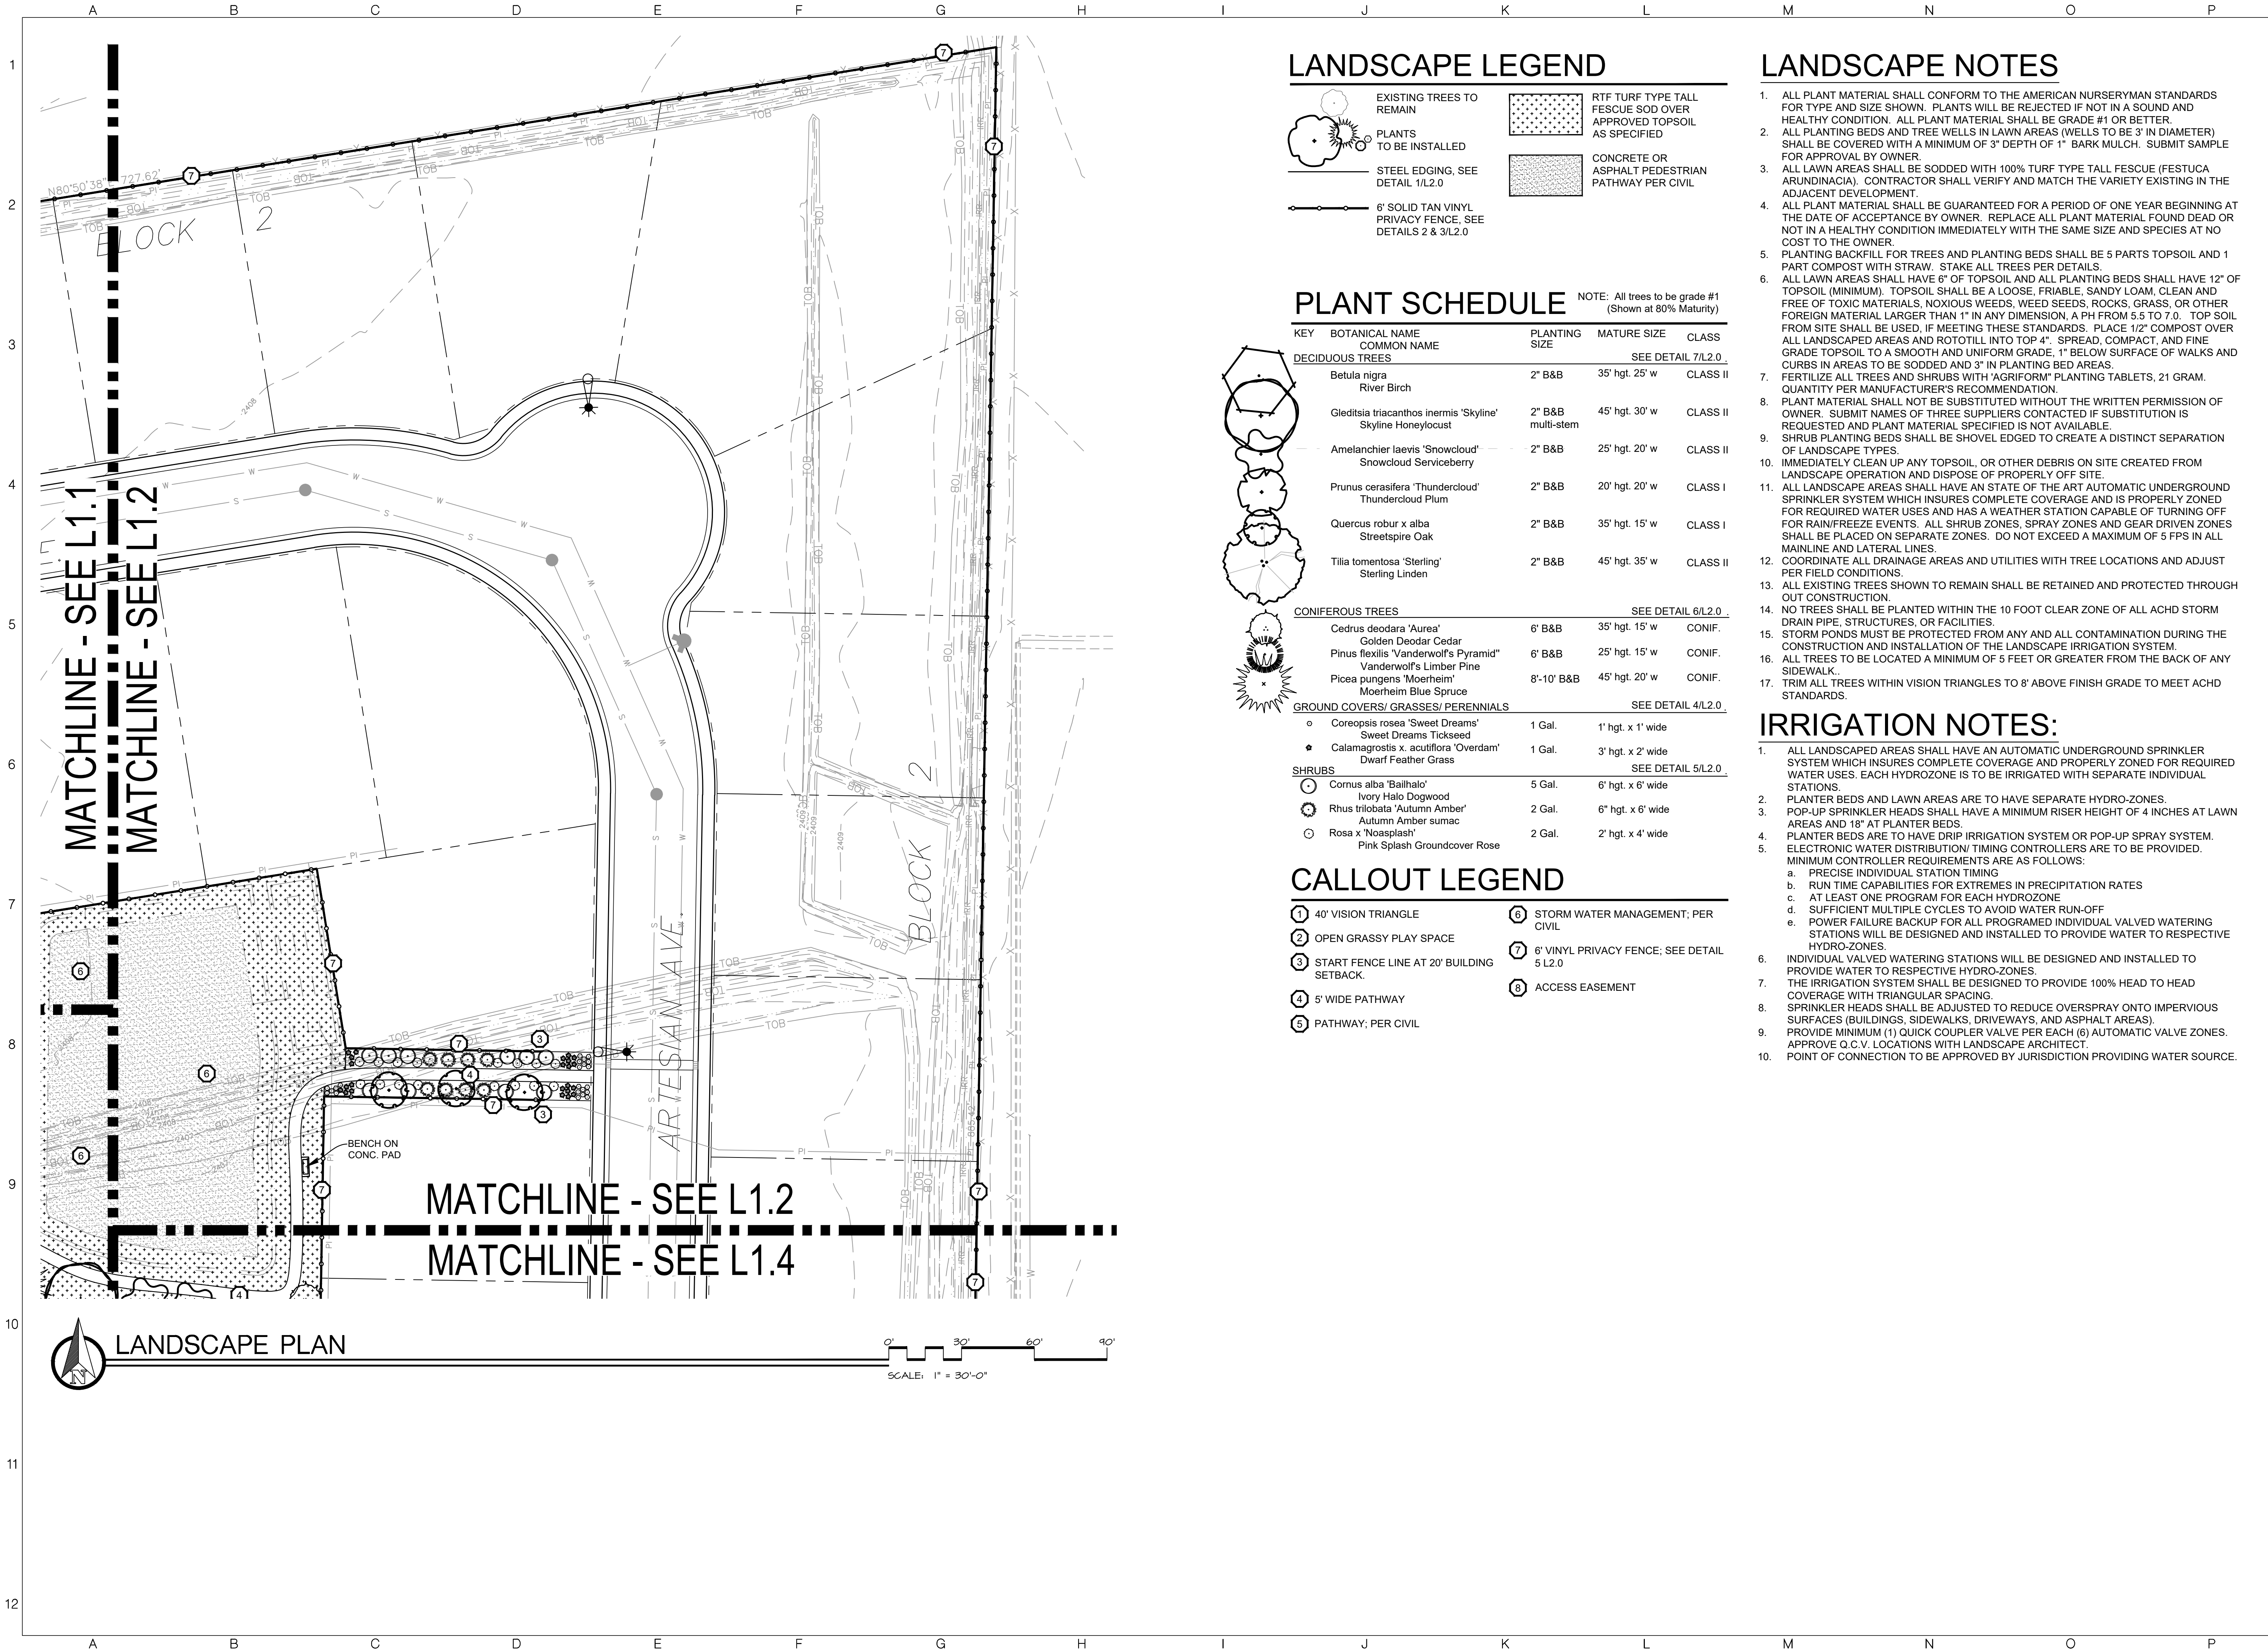 A B C D E F G H I J K L M N O P
1
2
3
4
5
6
7
8
9
10
11
12
N80°50'38" 727.62'
BLOCK 2
BLOCK 2
ARTESIAN AVE.
MATCHLINE - SEE L1.1
MATCHLINE - SEE L1.2
MATCHLINE - SEE L1.2
MATCHLINE - SEE L1.4
BENCH ON
CONC. PAD
TOB
BOT
PI
IRR
2408
2409
2407
LANDSCAPE PLAN
N
0' 30' 60' 90'
SCALE: 1" = 30'-0"
LANDSCAPE LEGEND
EXISTING TREES TO
REMAIN
PLANTS
TO BE INSTALLED
STEEL EDGING, SEE
DETAIL 1/L2.0
6' SOLID TAN VINYL
PRIVACY FENCE, SEE
DETAILS 2 & 3/L2.0
RTF TURF TYPE TALL
FESCUE SOD OVER
APPROVED TOPSOIL
AS SPECIFIED
CONCRETE OR
ASPHALT PEDESTRIAN
PATHWAY PER CIVIL
PLANT SCHEDULE
NOTE: All trees to be grade #1
(Shown at 80% Maturity)
KEY BOTANICAL NAME PLANTING MATURE SIZE CLASS
COMMON NAME SIZE
DECIDUOUS TREES SEE DETAIL 7/L2.0 .
Betula nigra 2" B&B 35' hgt. 25' w CLASS II
River Birch
Gleditsia triacanthos inermis 'Skyline' 2" B&B 45' hgt. 30' w CLASS II
Skyline Honeylocust multi-stem
Amelanchier laevis 'Snowcloud' 2" B&B 25' hgt. 20' w CLASS II
Snowcloud Serviceberry
Prunus cerasifera ‘Thundercloud’ 2" B&B 20' hgt. 20' w CLASS I
Thundercloud Plum
Quercus robur x alba 2" B&B 35' hgt. 15' w CLASS I
Streetspire Oak
Tilia tomentosa ‘Sterling’ 2" B&B 45' hgt. 35' w CLASS II
Sterling Linden
CONIFEROUS TREES SEE DETAIL 6/L2.0 .
Cedrus deodara 'Aurea' 6' B&B 35' hgt. 15' w CONIF.
Golden Deodar Cedar
Pinus flexilis 'Vanderwolf's Pyramid" 6' B&B 25' hgt. 15' w CONIF.
Vanderwolf's Limber Pine
Picea pungens 'Moerheim' 8'-10' B&B 45' hgt. 20' w CONIF.
Moerheim Blue Spruce
GROUND COVERS/ GRASSES/ PERENNIALS SEE DETAIL 4/L2.0 .
Coreopsis rosea 'Sweet Dreams' 1 Gal. 1' hgt. x 1' wide
Sweet Dreams Tickseed
Calamagrostis x. acutiflora 'Overdam' 1 Gal. 3' hgt. x 2' wide
Dwarf Feather Grass
SHRUBS SEE DETAIL 5/L2.0 .
Cornus alba 'Bailhalo' 5 Gal. 6' hgt. x 6' wide
Ivory Halo Dogwood
Rhus trilobata 'Autumn Amber' 2 Gal. 6" hgt. x 6' wide
Autumn Amber sumac
Rosa x 'Noasplash' 2 Gal. 2' hgt. x 4' wide
Pink Splash Groundcover Rose
CALLOUT LEGEND
1 40' VISION TRIANGLE
2 OPEN GRASSY PLAY SPACE
3 START FENCE LINE AT 20' BUILDING
SETBACK.
4 5' WIDE PATHWAY
5 PATHWAY; PER CIVIL
6 STORM WATER MANAGEMENT; PER
CIVIL
7 6' VINYL PRIVACY FENCE; SEE DETAIL
5 L2.0
8 ACCESS EASEMENT
LANDSCAPE NOTES
1. ALL PLANT MATERIAL SHALL CONFORM TO THE AMERICAN NURSERYMAN STANDARDS
FOR TYPE AND SIZE SHOWN. PLANTS WILL BE REJECTED IF NOT IN A SOUND AND
HEALTHY CONDITION. ALL PLANT MATERIAL SHALL BE GRADE #1 OR BETTER.
2. ALL PLANTING BEDS AND TREE WELLS IN LAWN AREAS (WELLS TO BE 3' IN DIAMETER)
SHALL BE COVERED WITH A MINIMUM OF 3" DEPTH OF 1" BARK MULCH. SUBMIT SAMPLE
FOR APPROVAL BY OWNER.
3. ALL LAWN AREAS SHALL BE SODDED WITH 100% TURF TYPE TALL FESCUE (FESTUCA
ARUNDINACIA). CONTRACTOR SHALL VERIFY AND MATCH THE VARIETY EXISTING IN THE
ADJACENT DEVELOPMENT.
4. ALL PLANT MATERIAL SHALL BE GUARANTEED FOR A PERIOD OF ONE YEAR BEGINNING AT
THE DATE OF ACCEPTANCE BY OWNER. REPLACE ALL PLANT MATERIAL FOUND DEAD OR
NOT IN A HEALTHY CONDITION IMMEDIATELY WITH THE SAME SIZE AND SPECIES AT NO
COST TO THE OWNER.
5. PLANTING BACKFILL FOR TREES AND PLANTING BEDS SHALL BE 5 PARTS TOPSOIL AND 1
PART COMPOST WITH STRAW. STAKE ALL TREES PER DETAILS.
6. ALL LAWN AREAS SHALL HAVE 6" OF TOPSOIL AND ALL PLANTING BEDS SHALL HAVE 12" OF
TOPSOIL (MINIMUM). TOPSOIL SHALL BE A LOOSE, FRIABLE, SANDY LOAM, CLEAN AND
FREE OF TOXIC MATERIALS, NOXIOUS WEEDS, WEED SEEDS, ROCKS, GRASS, OR OTHER
FOREIGN MATERIAL LARGER THAN 1" IN ANY DIMENSION, A PH FROM 5.5 TO 7.0. TOP SOIL
FROM SITE SHALL BE USED, IF MEETING THESE STANDARDS. PLACE 1/2" COMPOST OVER
ALL LANDSCAPED AREAS AND ROTOTILL INTO TOP 4". SPREAD, COMPACT, AND FINE
GRADE TOPSOIL TO A SMOOTH AND UNIFORM GRADE, 1" BELOW SURFACE OF WALKS AND
CURBS IN AREAS TO BE SODDED AND 3" IN PLANTING BED AREAS.
7. FERTILIZE ALL TREES AND SHRUBS WITH 'AGRIFORM" PLANTING TABLETS, 21 GRAM.
QUANTITY PER MANUFACTURER'S RECOMMENDATION.
8. PLANT MATERIAL SHALL NOT BE SUBSTITUTED WITHOUT THE WRITTEN PERMISSION OF
OWNER. SUBMIT NAMES OF THREE SUPPLIERS CONTACTED IF SUBSTITUTION IS
REQUESTED AND PLANT MATERIAL SPECIFIED IS NOT AVAILABLE.
9. SHRUB PLANTING BEDS SHALL BE SHOVEL EDGED TO CREATE A DISTINCT SEPARATION
OF LANDSCAPE TYPES.
10. IMMEDIATELY CLEAN UP ANY TOPSOIL, OR OTHER DEBRIS ON SITE CREATED FROM
LANDSCAPE OPERATION AND DISPOSE OF PROPERLY OFF SITE.
11. ALL LANDSCAPE AREAS SHALL HAVE AN STATE OF THE ART AUTOMATIC UNDERGROUND
SPRINKLER SYSTEM WHICH INSURES COMPLETE COVERAGE AND IS PROPERLY ZONED
FOR REQUIRED WATER USES AND HAS A WEATHER STATION CAPABLE OF TURNING OFF
FOR RAIN/FREEZE EVENTS. ALL SHRUB ZONES, SPRAY ZONES AND GEAR DRIVEN ZONES
SHALL BE PLACED ON SEPARATE ZONES. DO NOT EXCEED A MAXIMUM OF 5 FPS IN ALL
MAINLINE AND LATERAL LINES.
12. COORDINATE ALL DRAINAGE AREAS AND UTILITIES WITH TREE LOCATIONS AND ADJUST
PER FIELD CONDITIONS.
13. ALL EXISTING TREES SHOWN TO REMAIN SHALL BE RETAINED AND PROTECTED THROUGH
OUT CONSTRUCTION.
14. NO TREES SHALL BE PLANTED WITHIN THE 10 FOOT CLEAR ZONE OF ALL ACHD STORM
DRAIN PIPE, STRUCTURES, OR FACILITIES.
15. STORM PONDS MUST BE PROTECTED FROM ANY AND ALL CONTAMINATION DURING THE
CONSTRUCTION AND INSTALLATION OF THE LANDSCAPE IRRIGATION SYSTEM.
16. ALL TREES TO BE LOCATED A MINIMUM OF 5 FEET OR GREATER FROM THE BACK OF ANY
SIDEWALK..
17. TRIM ALL TREES WITHIN VISION TRIANGLES TO 8' ABOVE FINISH GRADE TO MEET ACHD
STANDARDS.
IRRIGATION NOTES:
1. ALL LANDSCAPED AREAS SHALL HAVE AN AUTOMATIC UNDERGROUND SPRINKLER
SYSTEM WHICH INSURES COMPLETE COVERAGE AND PROPERLY ZONED FOR REQUIRED
WATER USES. EACH HYDROZONE IS TO BE IRRIGATED WITH SEPARATE INDIVIDUAL
STATIONS.
2. PLANTER BEDS AND LAWN AREAS ARE TO HAVE SEPARATE HYDRO-ZONES.
3. POP-UP SPRINKLER HEADS SHALL HAVE A MINIMUM RISER HEIGHT OF 4 INCHES AT LAWN
AREAS AND 18" AT PLANTER BEDS.
4. PLANTER BEDS ARE TO HAVE DRIP IRRIGATION SYSTEM OR POP-UP SPRAY SYSTEM.
5. ELECTRONIC WATER DISTRIBUTION/ TIMING CONTROLLERS ARE TO BE PROVIDED.
MINIMUM CONTROLLER REQUIREMENTS ARE AS FOLLOWS:
a. PRECISE INDIVIDUAL STATION TIMING
b. RUN TIME CAPABILITIES FOR EXTREMES IN PRECIPITATION RATES
c. AT LEAST ONE PROGRAM FOR EACH HYDROZONE
d. SUFFICIENT MULTIPLE CYCLES TO AVOID WATER RUN-OFF
e. POWER FAILURE BACKUP FOR ALL PROGRAMED INDIVIDUAL VALVED WATERING
STATIONS WILL BE DESIGNED AND INSTALLED TO PROVIDE WATER TO RESPECTIVE
HYDRO-ZONES.
6. INDIVIDUAL VALVED WATERING STATIONS WILL BE DESIGNED AND INSTALLED TO
PROVIDE WATER TO RESPECTIVE HYDRO-ZONES.
7. THE IRRIGATION SYSTEM SHALL BE DESIGNED TO PROVIDE 100% HEAD TO HEAD
COVERAGE WITH TRIANGULAR SPACING.
8. SPRINKLER HEADS SHALL BE ADJUSTED TO REDUCE OVERSPRAY ONTO IMPERVIOUS
SURFACES (BUILDINGS, SIDEWALKS, DRIVEWAYS, AND ASPHALT AREAS).
9. PROVIDE MINIMUM (1) QUICK COUPLER VALVE PER EACH (6) AUTOMATIC VALVE ZONES.
APPROVE Q.C.V. LOCATIONS WITH LANDSCAPE ARCHITECT.
10. POINT OF CONNECTION TO BE APPROVED BY JURISDICTION PROVIDING WATER SOURCE.
A B C D E F G H I J K L M N O P